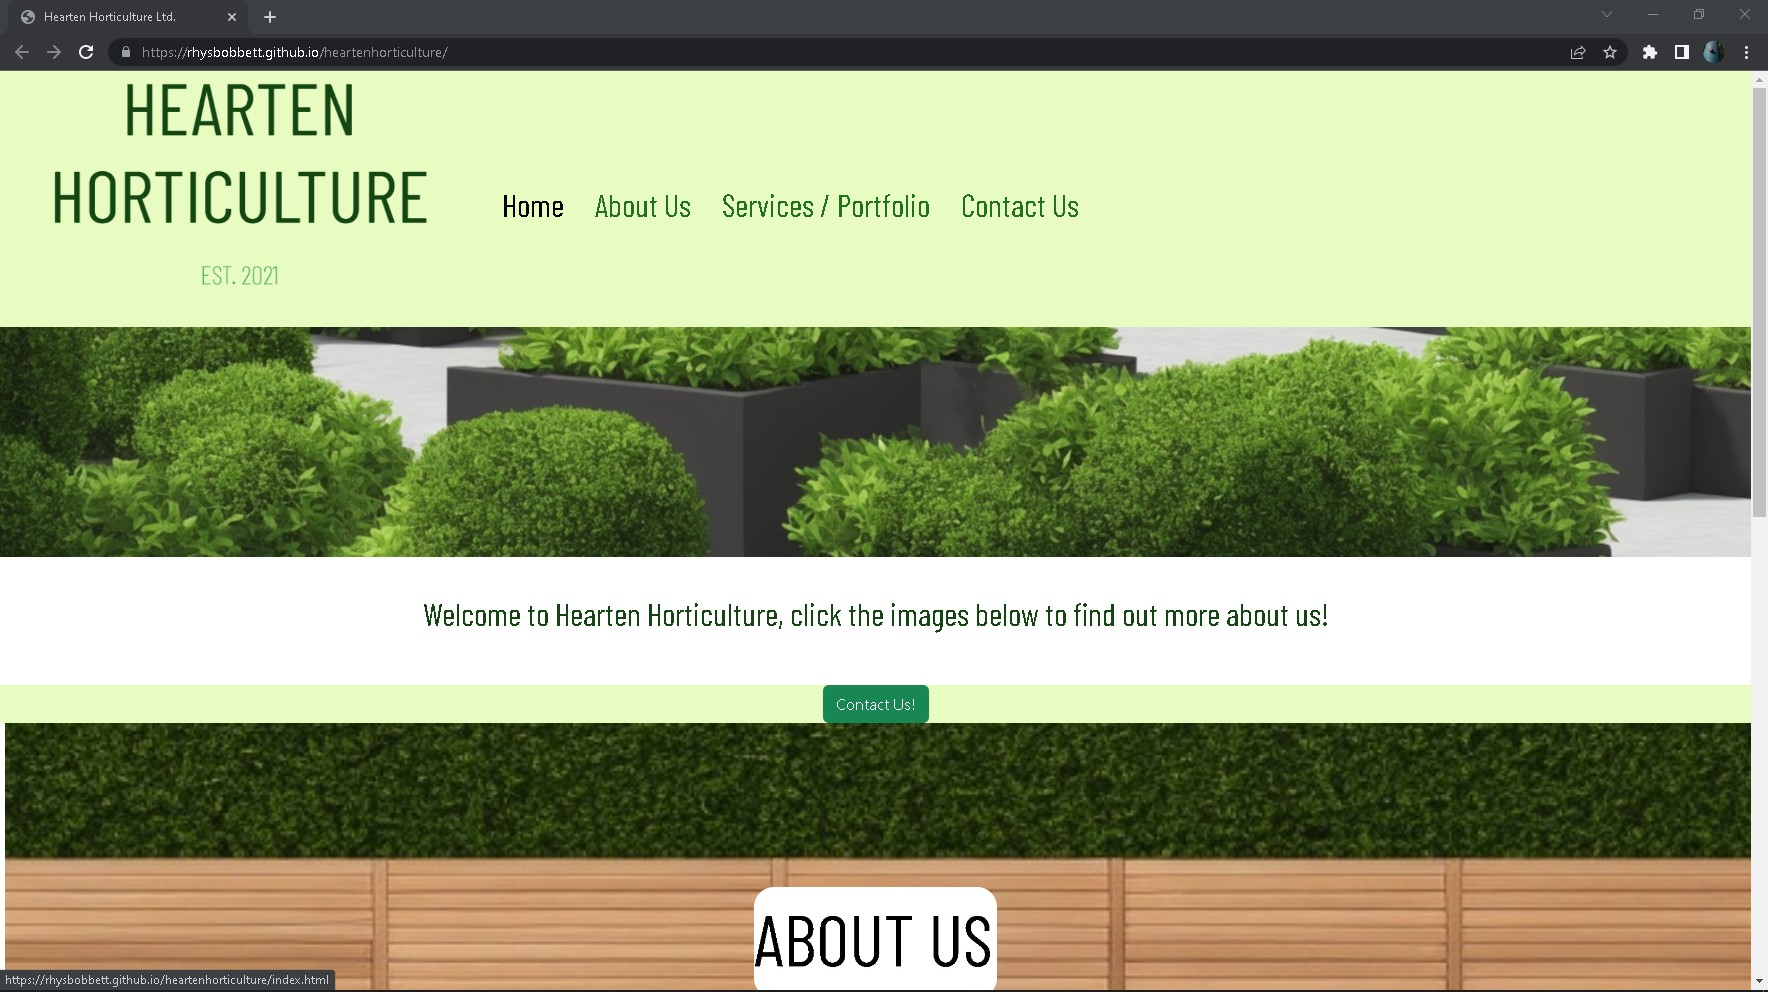 Hearten Horticulture Ltd.
https://rhysbobbett.github.io/heartenhorticulture/
HEARTEN
HORTICULTURE
EST. 2021
Home About Us Services / Portfolio Contact Us
Welcome to Hearten Horticulture, click the images below to find out more about us!
Contact Us!
ABOUT US
https://rhysbobbett.github.io/heartenhorticulture/index.html